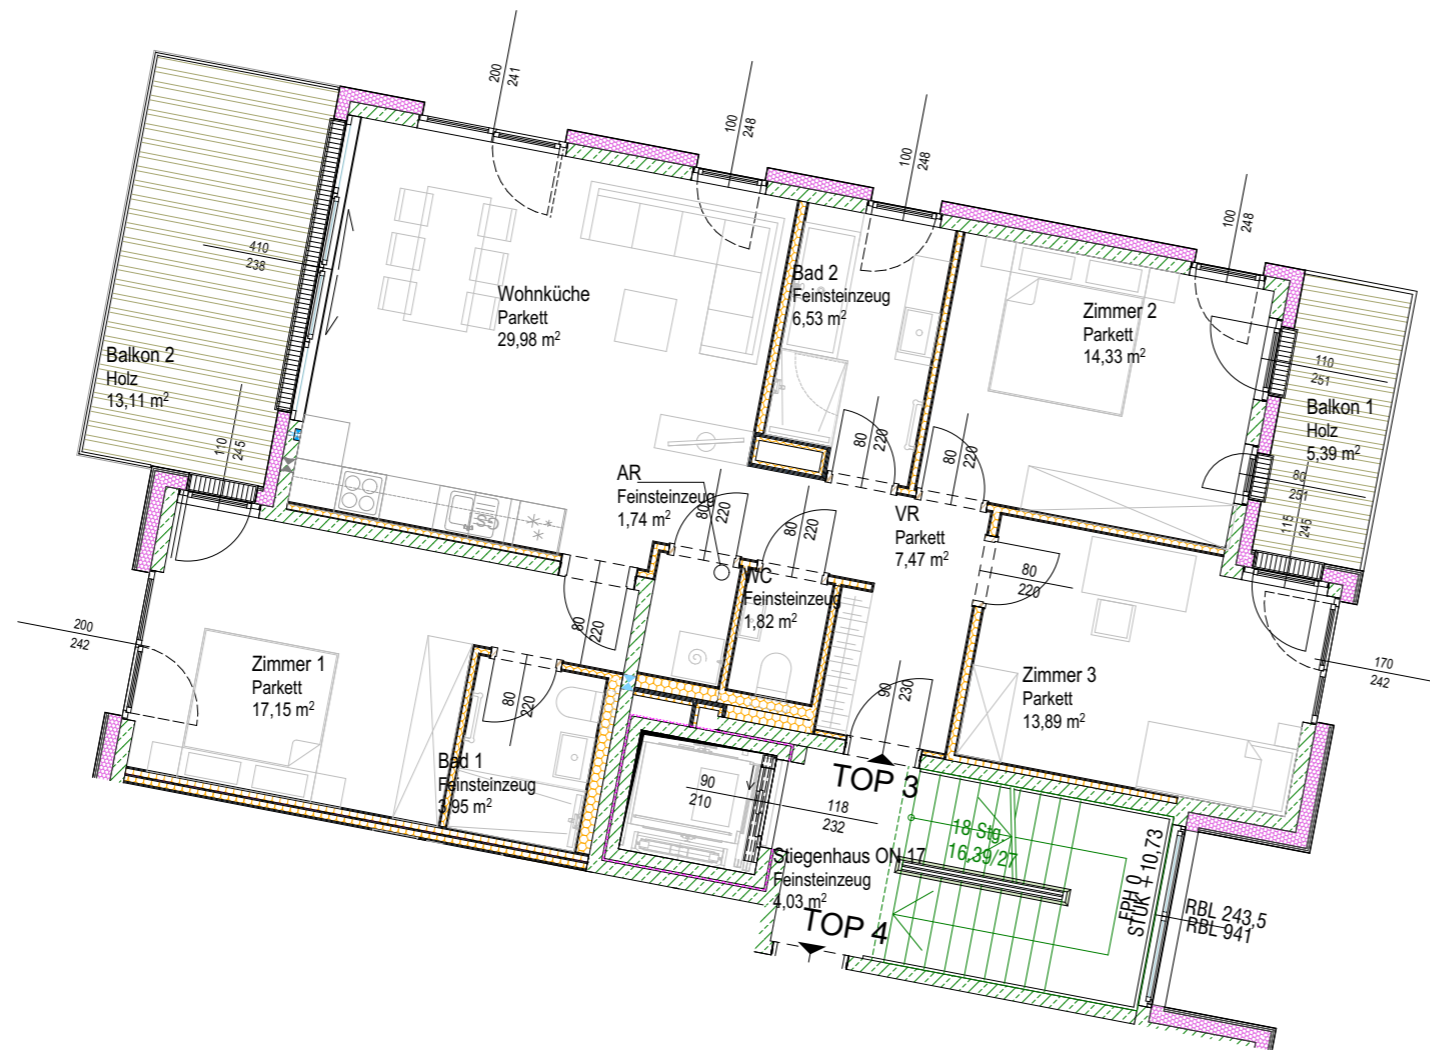 200
241
100
248
100
248
100
248
410
238
Wohnküche
Parkett
29,98 m²
Bad 2
Feinsteinzeug
6,53 m²
Zimmer 2
Parkett
14,33 m²
Balkon 2
Holz
13,11 m²
110
245
110
251
Balkon 1
Holz
5,39 m²
80
251
115
245
80
220
80
220
AR
Feinsteinzeug
1,74 m²
80
220
80
220
VR
Parkett
7,47 m²
WC
Feinsteinzeug
1,82 m²
80
220
80
220
200
242
Zimmer 1
Parkett
17,15 m²
80
220
90
230
Zimmer 3
Parkett
13,89 m²
170
242
Bad 1
Feinsteinzeug
3,95 m²
90
210
TOP 3
118
232
18 Stg
16,39/27
Stiegenhaus ON 17
Feinsteinzeug
4,03 m²
TOP 4
FPH 0
STUK +10,73
RBL 243,5
RBL 941